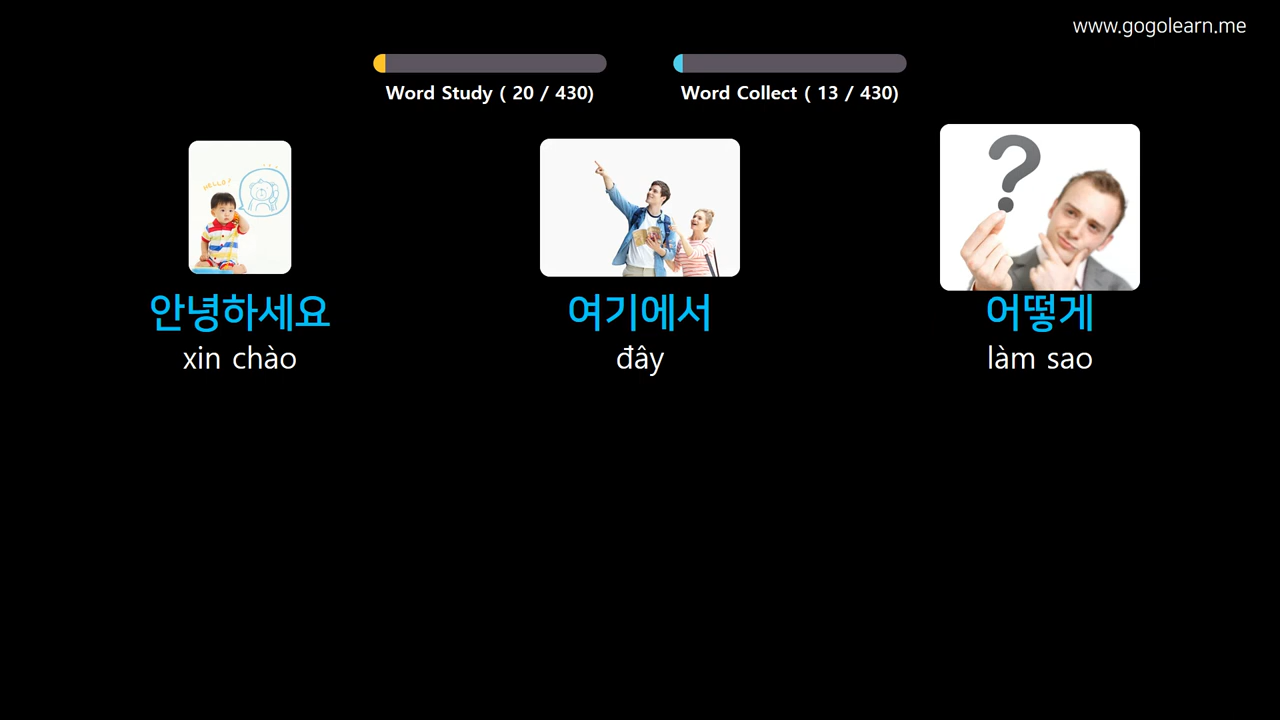 www.gogolearn.me
Word Study ( 20 / 430)
Word Collect ( 13 / 430)
HELLO!
안녕하세요
여기에서
어떻게
xin chào
đây
làm sao